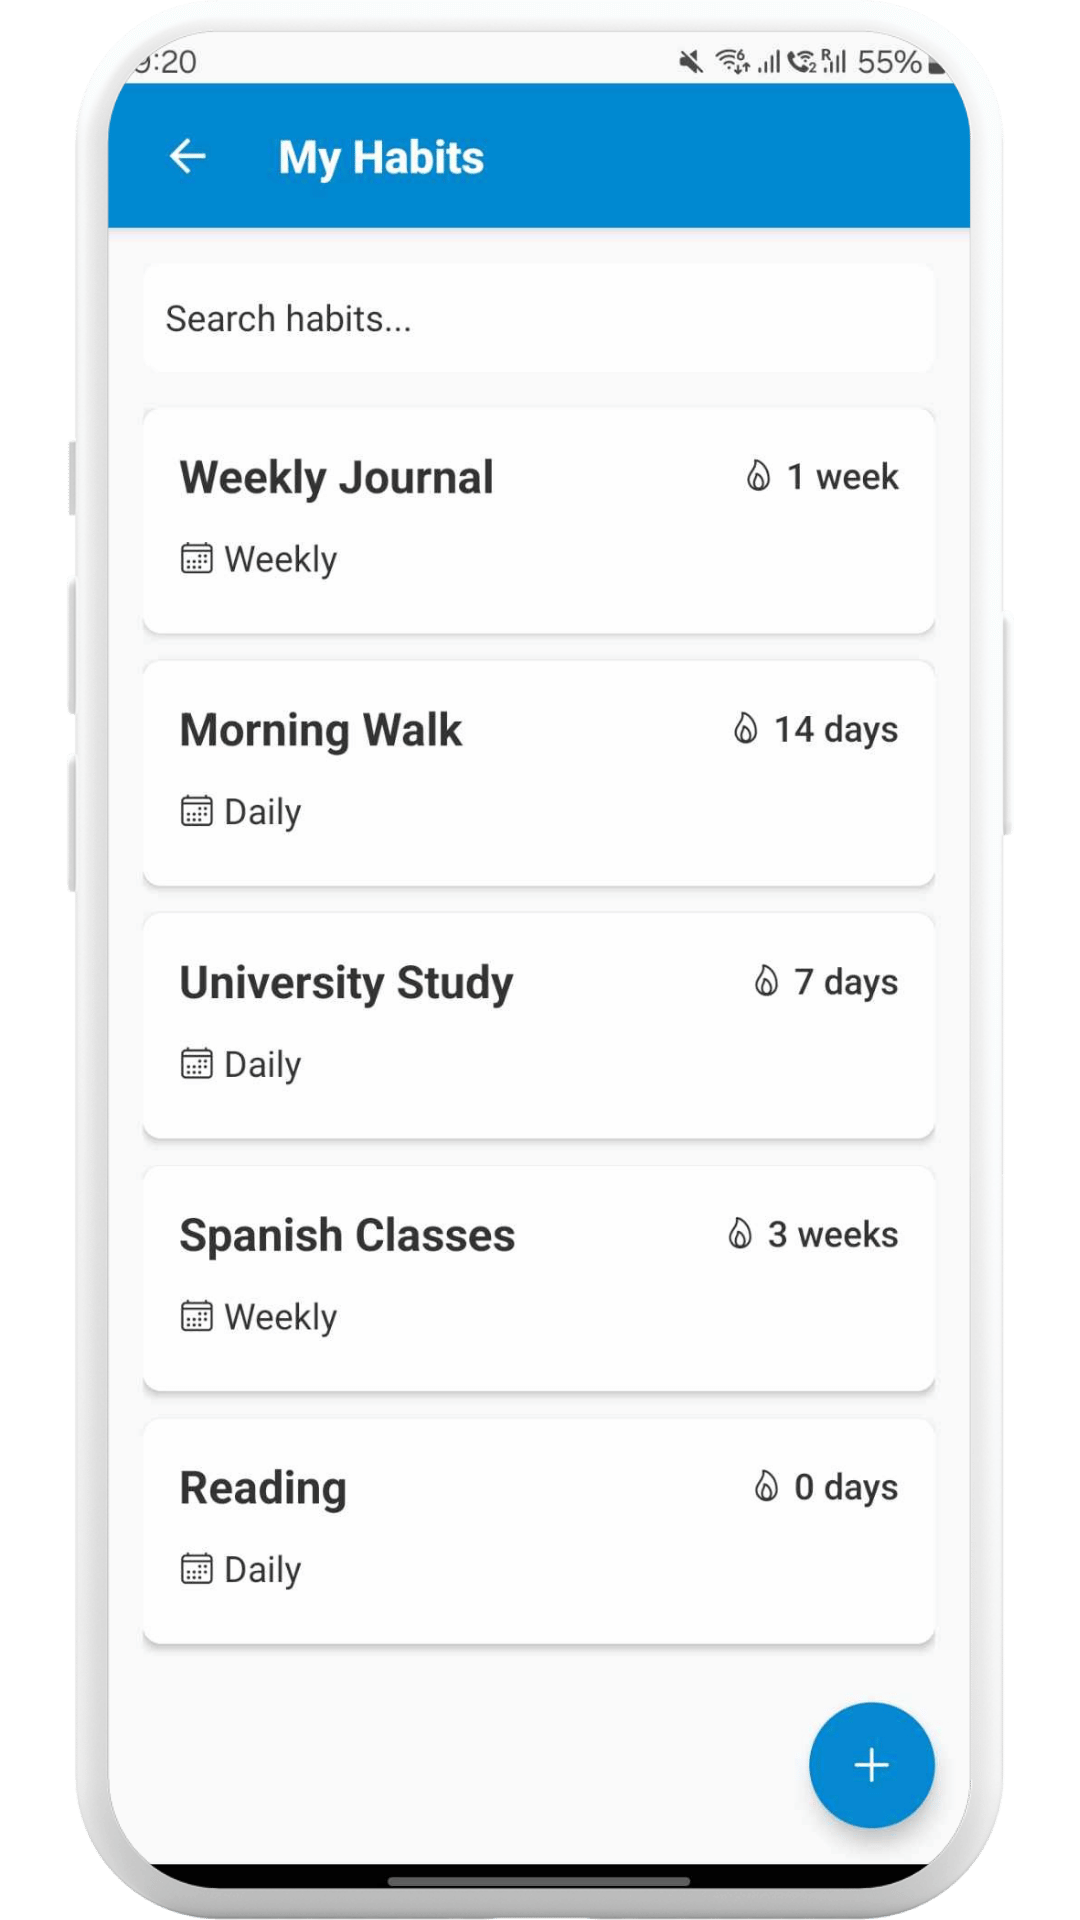 9:20 55%
My Habits
Search habits...
Weekly Journal 1 week
Weekly
Morning Walk 14 days
Daily
University Study 7 days
Daily
Spanish Classes 3 weeks
Weekly
Reading 0 days
Daily